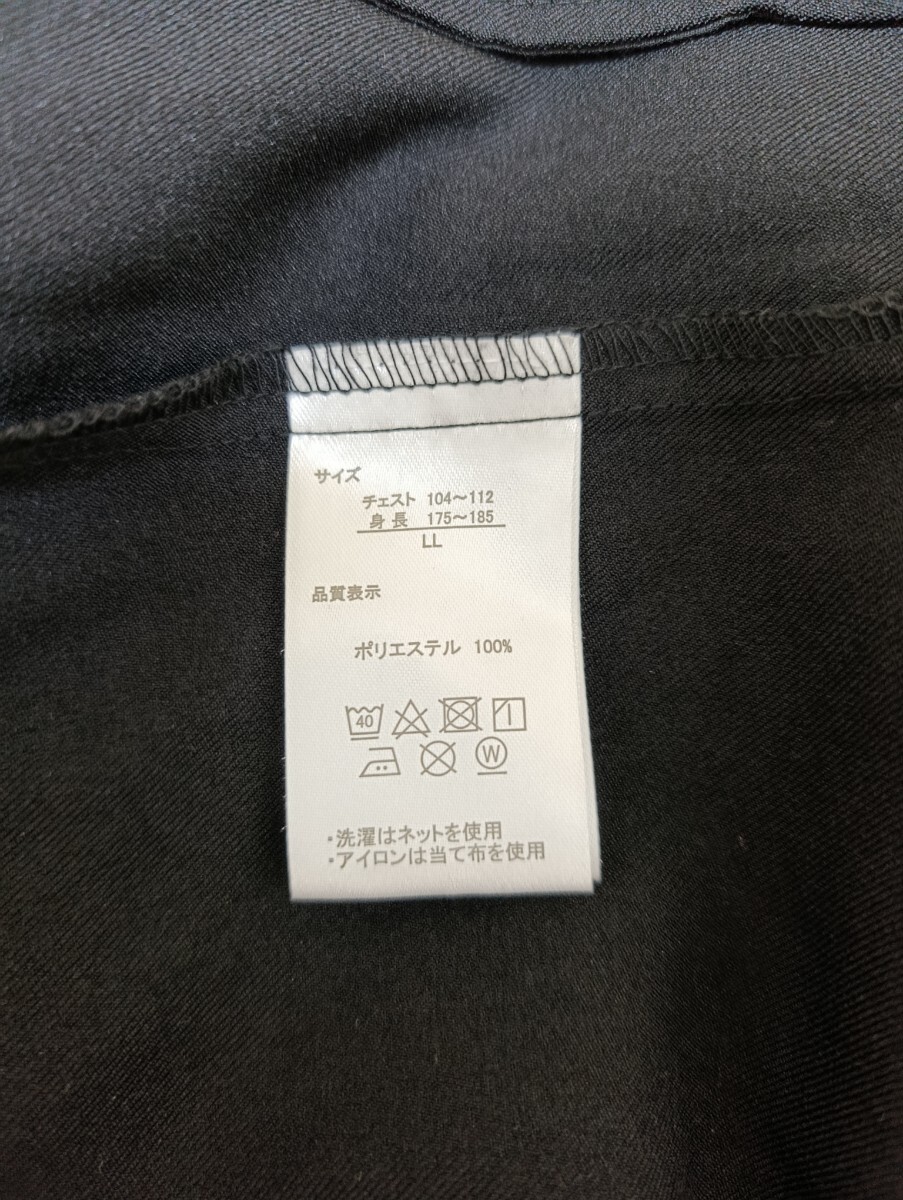 サイズ
チェスト 104～112
身長 175～185
LL
品質表示
ポリエステル 100%
40
W
・洗濯はネットを使用
・アイロンは当て布を使用